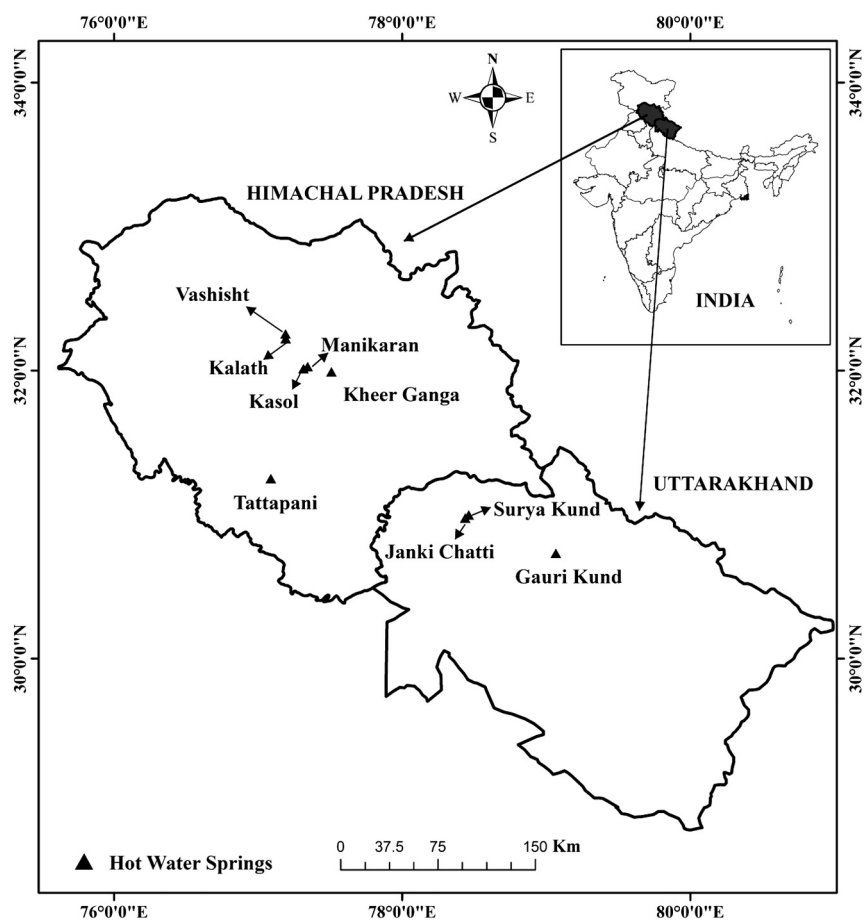 76°0'0"E 78°0'0"E 80°0'0"E
34°0'0"N 34°0'0"N
N
W E
S
HIMACHAL PRADESH
INDIA
Vashisht
Manikaran
Kalath
32°0'0"N 32°0'0"N
Kheer Ganga
Kasol
UTTARAKHAND
Tattapani
Surya Kund
Janki Chatti
Gauri Kund
30°0'0"N 30°0'0"N
0 37.5 75 150 Km
Hot Water Springs
76°0'0"E 78°0'0"E 80°0'0"E